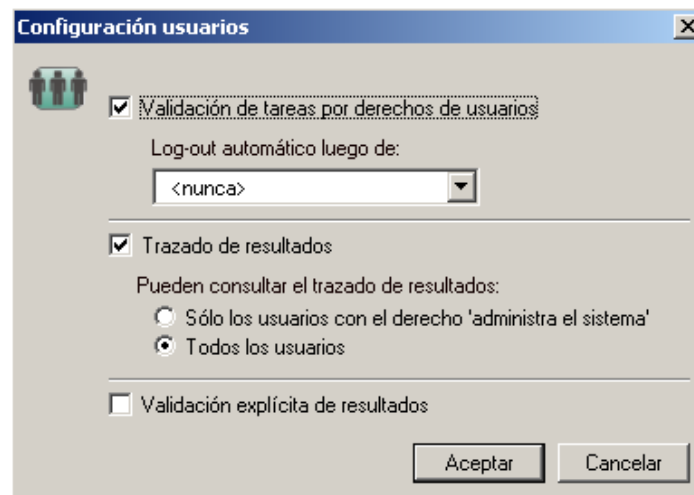 Configuración usuarios
Validación de tareas por derechos de usuarios
Log-out automático luego de:
<nunca>
Trazado de resultados
Pueden consultar el trazado de resultados:
Sólo los usuarios con el derecho 'administra el sistema'
Todos los usuarios
Validación explícita de resultados
Aceptar Cancelar